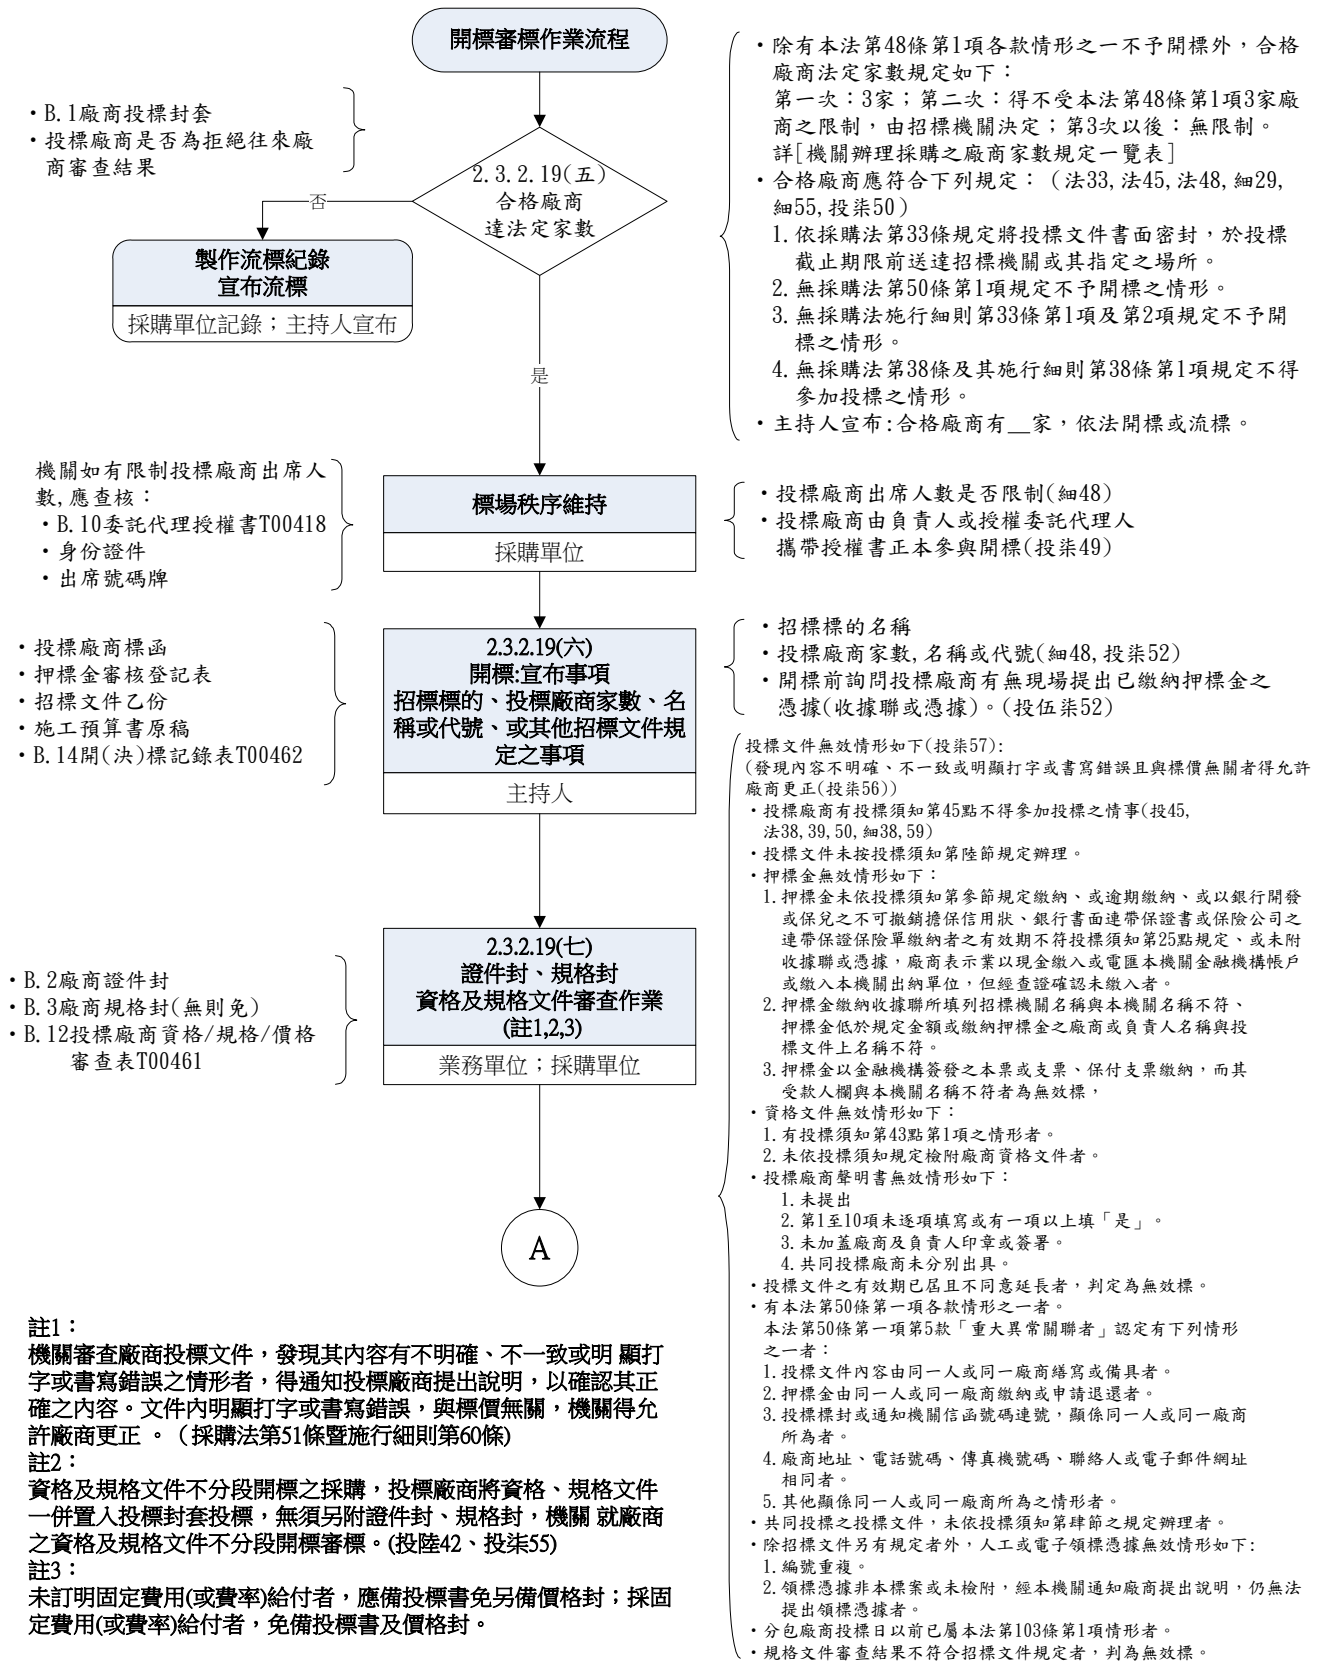 開標審標作業流程
・B.1廠商投標封套
・投標廠商是否為拒絕往來廠
商審查結果
2.3.2.19(五)
合格廠商
達法定家數
否
製作流標紀錄
宣布流標
採購單位記錄；主持人宣布
是
・除有本法第48條第1項各款情形之一不予開標外，合格
廠商法定家數規定如下：
第一次：3家；第二次：得不受本法第48條第1項3家廠
商之限制，由招標機關決定；第3次以後：無限制。
詳[機關辦理採購之廠商家數規定一覽表]
・合格廠商應符合下列規定：（法33,法45,法48,細29,
細55,投柒50）
1.依採購法第33條規定將投標文件書面密封，於投標
截止期限前送達招標機關或其指定之場所。
2.無採購法第50條第1項規定不予開標之情形。
3.無採購法施行細則第33條第1項及第2項規定不予開
標之情形。
4.無採購法第38條及其施行細則第38條第1項規定不得
參加投標之情形。
・主持人宣布:合格廠商有__家，依法開標或流標。
機關如有限制投標廠商出席人
數,應查核：
・B.10委託代理授權書T00418
・身份證件
・出席號碼牌
標場秩序維持
採購單位
・投標廠商出席人數是否限制(細48)
・投標廠商由負責人或授權委託代理人
攜帶授權書正本參與開標(投柒49)
・投標廠商標函
・押標金審核登記表
・招標文件乙份
・施工預算書原稿
・B.14開(決)標記錄表T00462
2.3.2.19(六)
開標:宣布事項
招標標的、投標廠商家數、名
稱或代號、或其他招標文件規
定之事項
主持人
・招標標的名稱
・投標廠商家數,名稱或代號(細48,投柒52)
・開標前詢問投標廠商有無現場提出已繳納押標金之
憑據(收據聯或憑據)。(投伍柒52)
・B.2廠商證件封
・B.3廠商規格封(無則免)
・B.12投標廠商資格/規格/價格
審查表T00461
2.3.2.19(七)
證件封、規格封
資格及規格文件審查作業
(註1,2,3)
業務單位；採購單位
A
投標文件無效情形如下(投柒57):
(發現內容不明確、不一致或明顯打字或書寫錯誤且與標價無關者得允許
廠商更正(投柒56))
・投標廠商有投標須知第45點不得參加投標之情事(投45,
法38,39,50,細38,59)
・投標文件未按投標須知第陸節規定辦理。
・押標金無效情形如下：
1.押標金未依投標須知第參節規定繳納、或逾期繳納、或以銀行開發
或保兌之不可撤銷擔保信用狀、銀行書面連帶保證書或保險公司之
連帶保證保險單繳納者之有效期不符投標須知第25點規定、或未附
收據聯或憑據，廠商表示業以現金繳入或電匯本機關金融機構帳戶
或繳入本機關出納單位，但經查證確認未繳入者。
2.押標金繳納收據聯所填列招標機關名稱與本機關名稱不符、
押標金低於規定金額或繳納押標金之廠商或負責人名稱與投
標文件上名稱不符。
3.押標金以金融機構簽發之本票或支票、保付支票繳納，而其
受款人欄與本機關名稱不符者為無效標，
・資格文件無效情形如下：
1.有投標須知第43點第1項之情形者。
2.未依投標須知規定檢附廠商資格文件者。
・投標廠商聲明書無效情形如下：
1.未提出
2.第1至10項未逐項填寫或有一項以上填「是」。
3.未加蓋廠商及負責人印章或簽署。
4.共同投標廠商未分別出具。
・投標文件之有效期已屆且不同意延長者，判定為無效標。
・有本法第50條第一項各款情形之一者。
本法第50條第一項第5款「重大異常關聯者」認定有下列情形
之一者：
1.投標文件內容由同一人或同一廠商繕寫或備具者。
2.押標金由同一人或同一廠商繳納或申請退還者。
3.投標標封或通知機關信函號碼連號，顯係同一人或同一廠商
所為者。
4.廠商地址、電話號碼、傳真機號碼、聯絡人或電子郵件網址
相同者。
5.其他顯係同一人或同一廠商所為之情形者。
・共同投標之投標文件，未依投標須知第肆節之規定辦理者。
・除招標文件另有規定者外，人工或電子領標憑據無效情形如下:
1.編號重複。
2.領標憑據非本標案或未檢附，經本機關通知廠商提出說明，仍無法
提出領標憑據者。
・分包廠商投標日以前已屬本法第103條第1項情形者。
・規格文件審查結果不符合招標文件規定者，判為無效標。
註1：
機關審查廠商投標文件，發現其內容有不明確、不一致或明 顯打
字或書寫錯誤之情形者，得通知投標廠商提出說明，以確認其正
確之內容。文件內明顯打字或書寫錯誤，與標價無關，機關得允
許廠商更正 。（採購法第51條暨施行細則第60條)
註2：
資格及規格文件不分段開標之採購，投標廠商將資格、規格文件
一併置入投標封套投標，無須另附證件封、規格封，機關 就廠商
之資格及規格文件不分段開標審標。(投陸42、投柒55)
註3：
未訂明固定費用(或費率)給付者，應備投標書免另備價格封；採固
定費用(或費率)給付者，免備投標書及價格封。